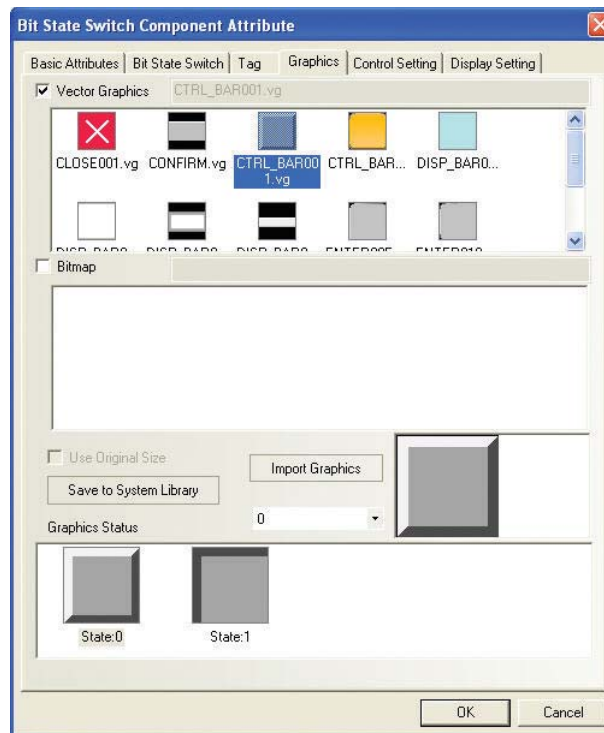 Bit State Switch Component Attribute
Basic Attributes Bit State Switch Tag Graphics Control Setting Display Setting
Vector Graphics CTRL_BAR001.vg
CLOSE001.vg CONFIRM.vg CTRL_BAR00 CTRL_BAR... DISP_BAR0...
1.vg
Bitmap
Use Original Size
Import Graphics
Save to System Library
0
Graphics Status
State:0 State:1
OK Cancel